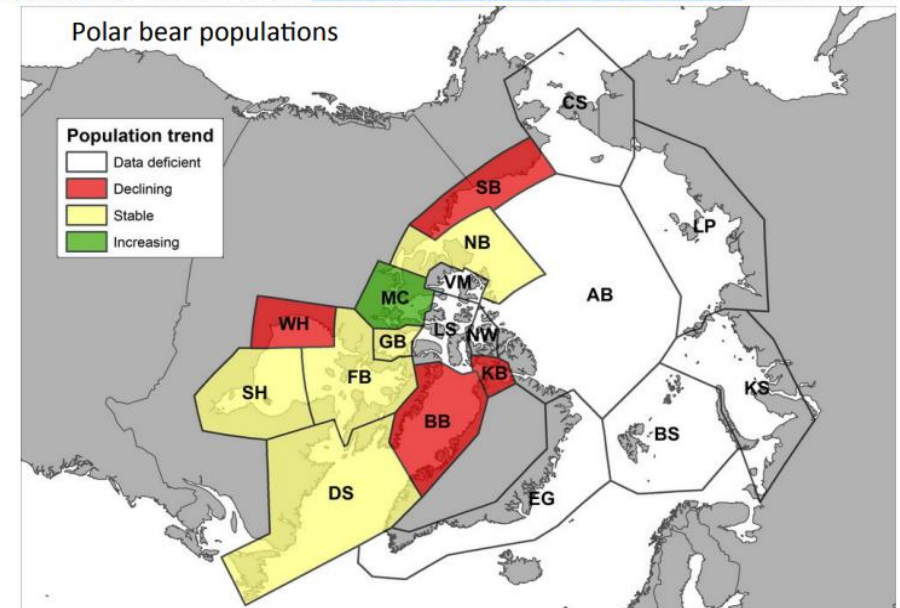 Polar bear populations
Population trend
Data deficient
Declining
Stable
Increasing
CS
SB
LP
NB
VM
MC
AB
WH
LS
NW
GB
KB
FB
KS
SH
BB
BS
DS
EG